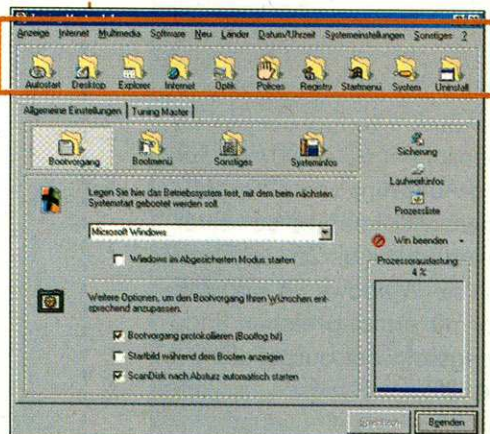 Anzeige Internet Multimedia Software Neu Länder Datum/Uhrzeit Systemeinstellungen Sonstiges ?
Autostart Desktop Explorer Internet Optik Polices Registry Startmenü System Uninstall
Allgemeine Einstellungen Tuning Master
Bootvorgang Bootmenü Sonstiges Systeminfos
Sicherung
Laufwerkinfos
Prozessliste
Legen Sie hier das Betriebssystem fest, mit dem beim nächsten
Systemstart gebootet werden soll.
Microsoft Windows
Win beenden
Windows im Abgesicherten Modus starten
Prozessorauslastung
4 %
Weitere Optionen, um den Bootvorgang Ihren Wünschen ent-
sprechend anzupassen.
Bootvorgang protokollieren (Bootlog.txt)
Startbild während dem Booten anzeigen
ScanDisk nach Absturz automatisch starten
Beenden